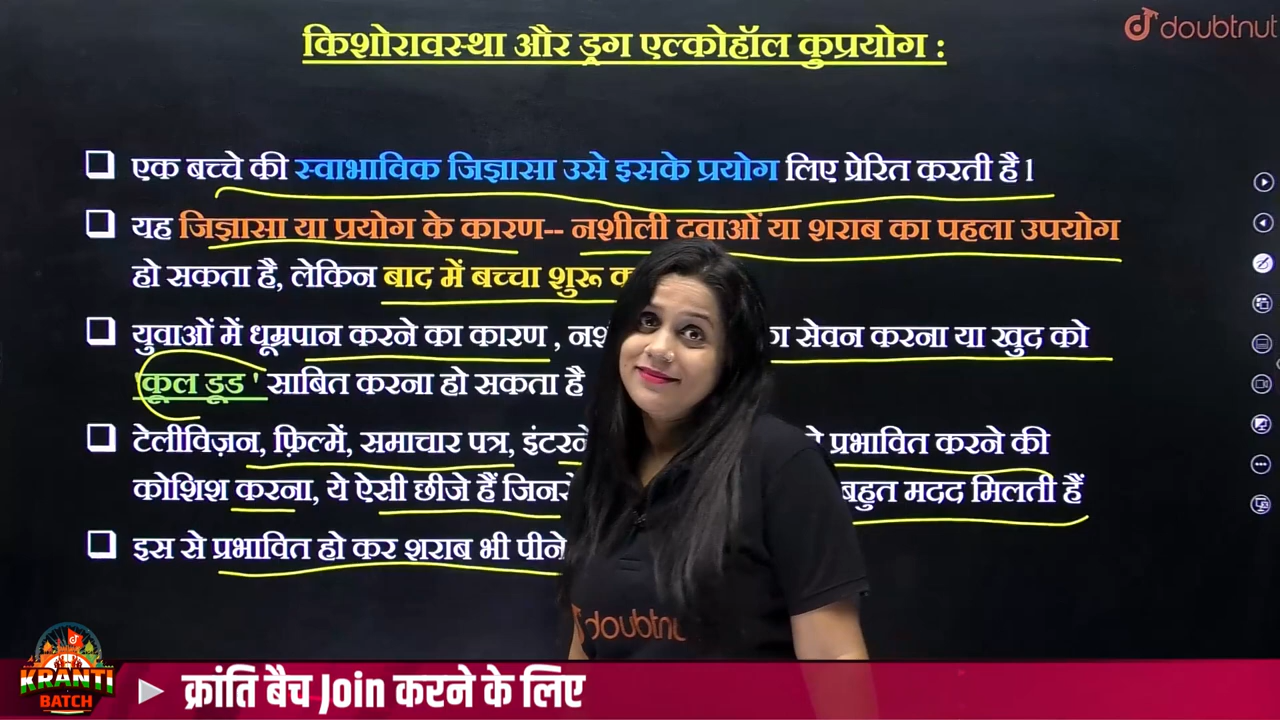 किशोरावस्था और ड्रग एल्कोहॉल कुप्रयोग :
doubtnut
एक बच्चे की स्वाभाविक जिज्ञासा उसे इसके प्रयोग लिए प्रेरित करती है l
यह जिज्ञासा या प्रयोग के कारण-- नशीली दवाओं या शराब का पहला उपयोग
हो सकता है, लेकिन बाद में बच्चा शुरू
युवाओं में धूम्रपान करने का कारण , सेवन करना या खुद को
'कूल डूड ' साबित करना हो सकता है
टेलीविज़न, फ़िल्में, समाचार पत्र, प्रभावित करने की
कोशिश करना, ये ऐसी छीजे हैं बहुत मदद मिलती हैं
इस से प्रभावित हो कर शराब भी पीने
KRANTI
BATCH
क्रांति बैच Join करने के लिए